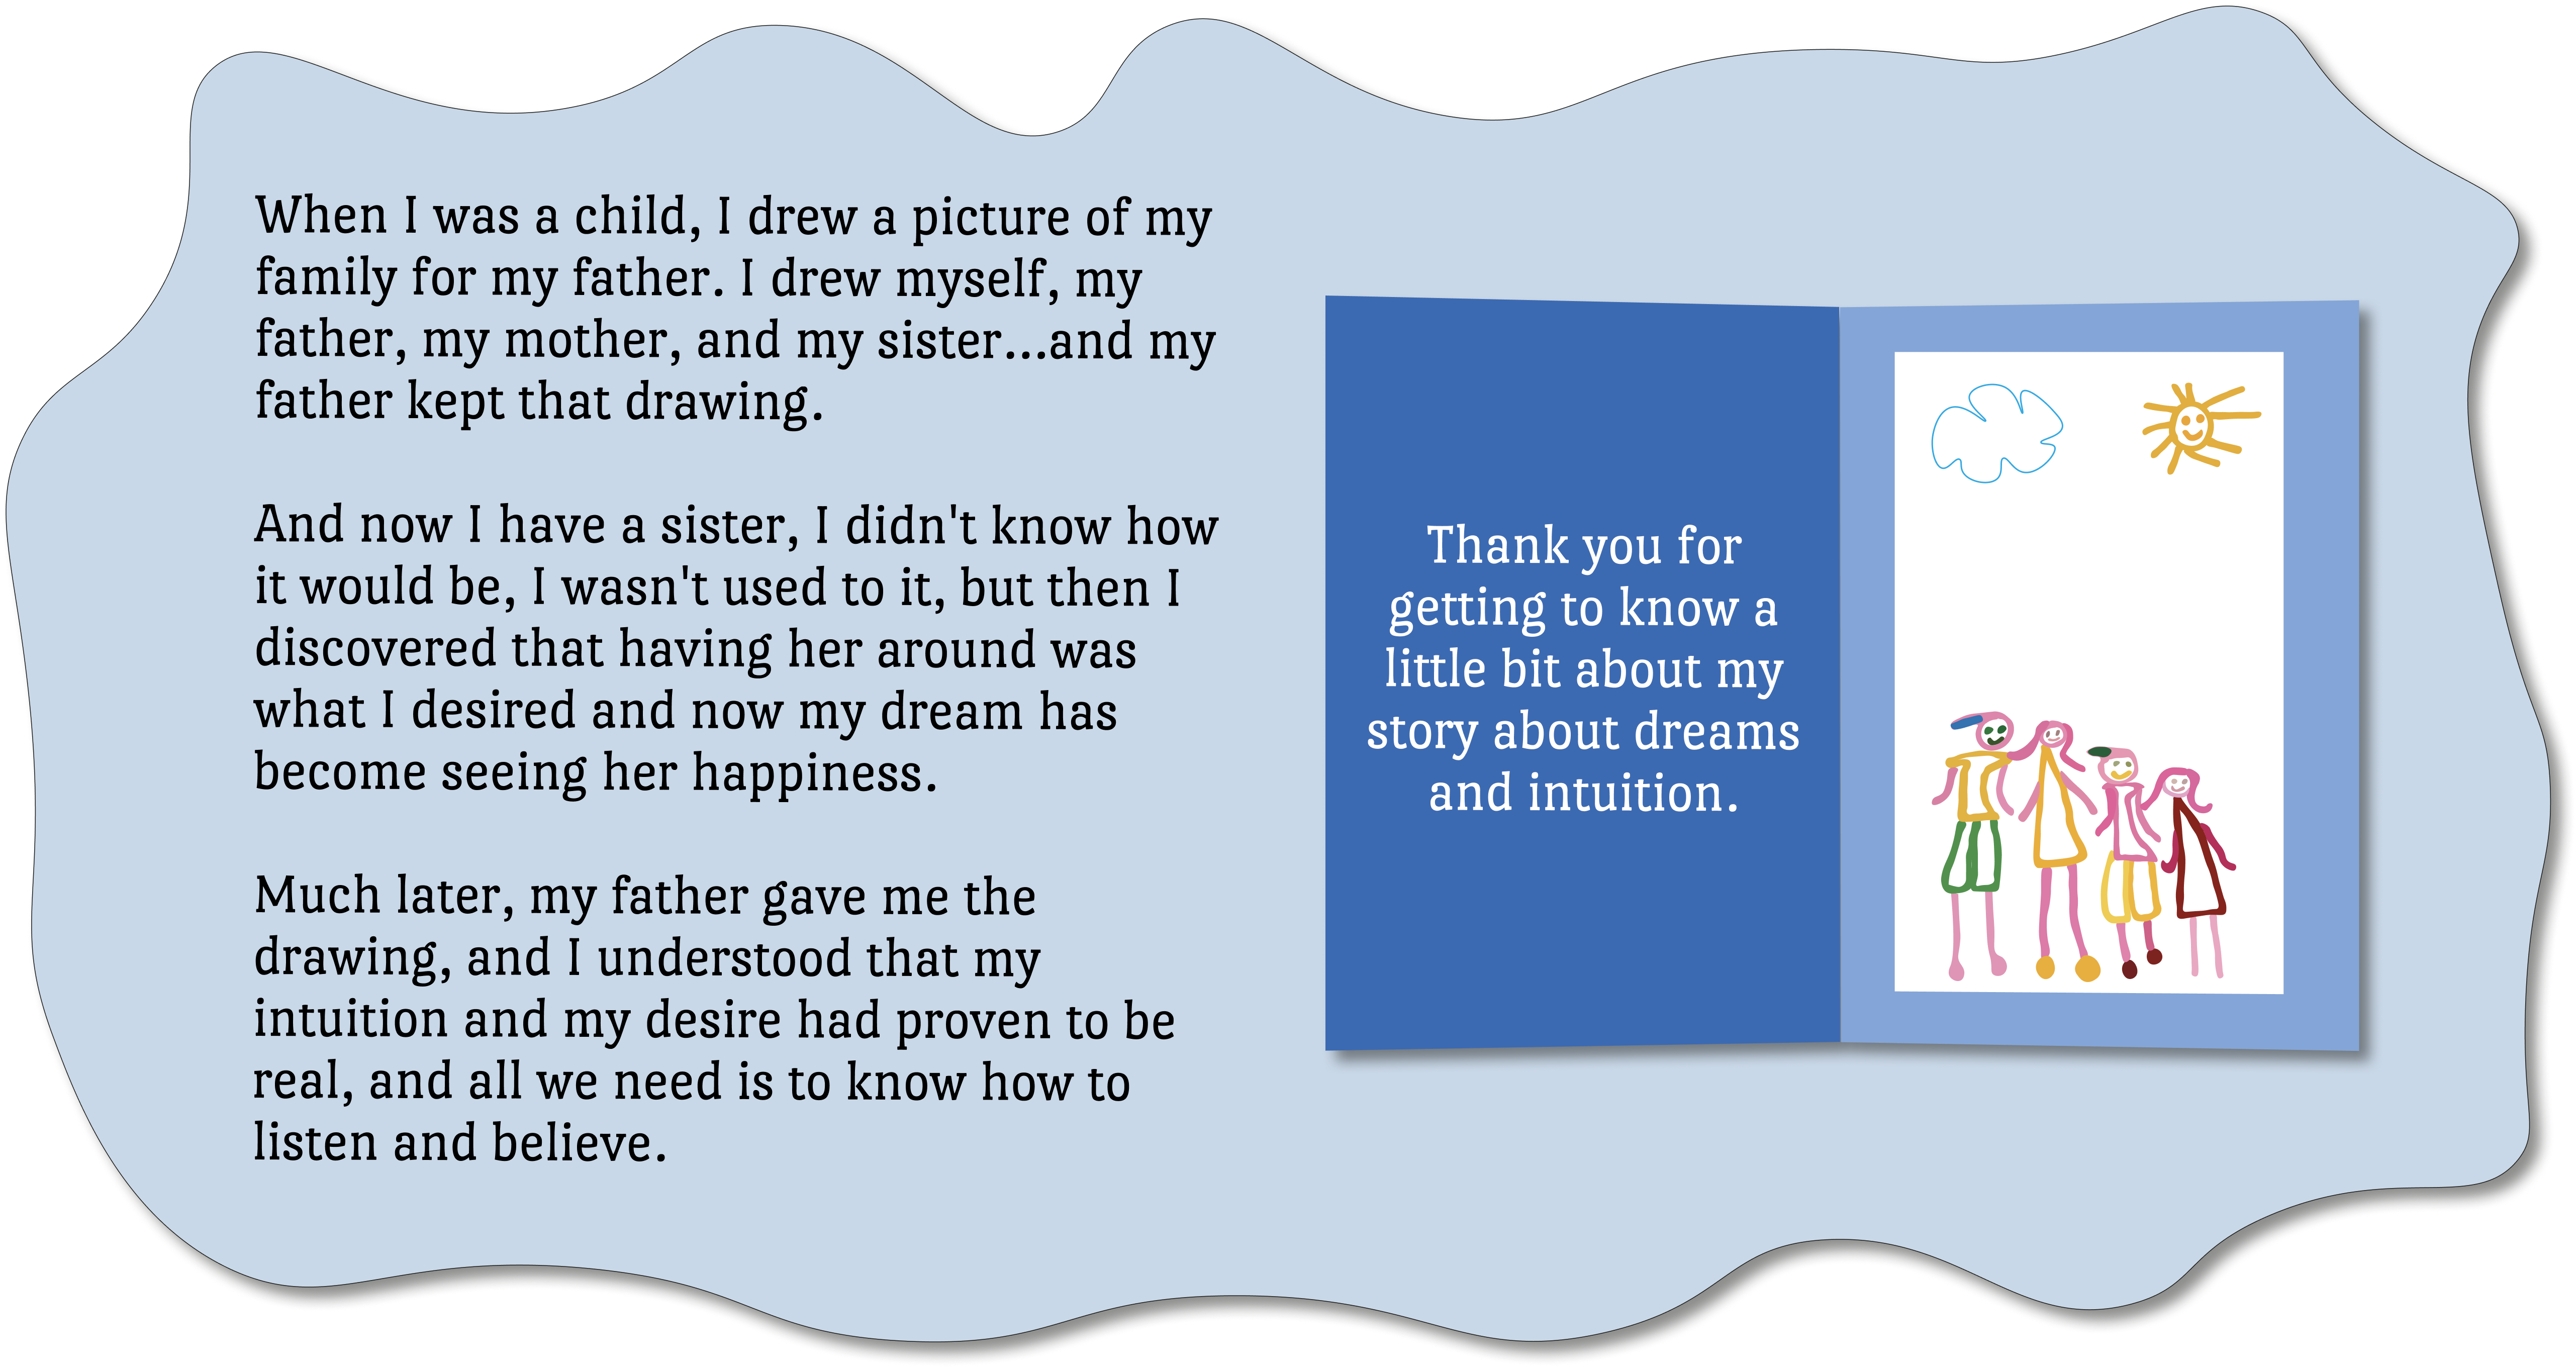 When I was a child, I drew a picture of my
family for my father. I drew myself, my
father, my mother, and my sister...and my
father kept that drawing.
And now I have a sister, I didn't know how
it would be, I wasn't used to it, but then I
discovered that having her around was
what I desired and now my dream has
become seeing her happiness.
Much later, my father gave me the
drawing, and I understood that my
intuition and my desire had proven to be
real, and all we need is to know how to
listen and believe.
Thank you for
getting to know a
little bit about my
story about dreams
and intuition.